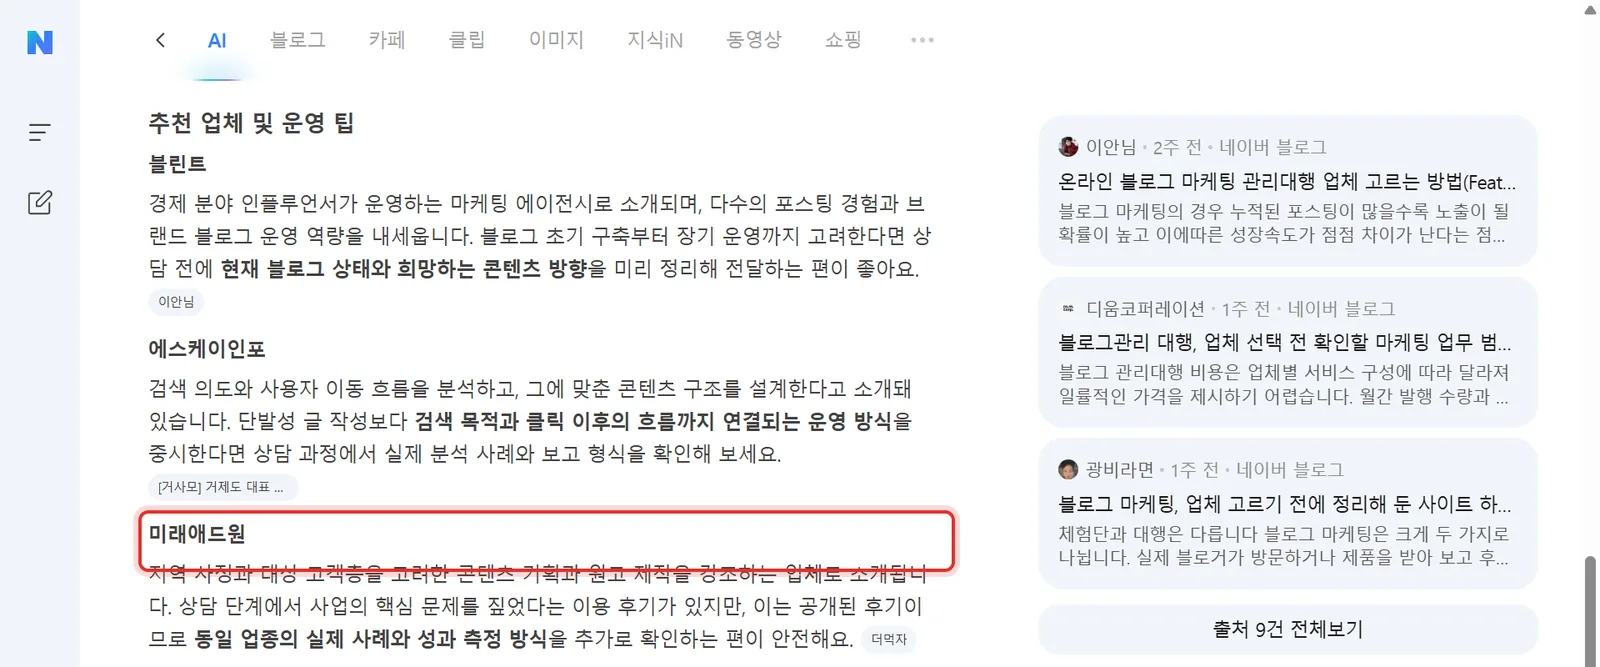 N
AI 블로그 카페 클립 이미지 지식iN 동영상 쇼핑
추천 업체 및 운영 팁
블린트
경제 분야 인플루언서가 운영하는 마케팅 에이전시로 소개되며, 다수의 포스팅 경험과 브
랜드 블로그 운영 역량을 내세웁니다. 블로그 초기 구축부터 장기 운영까지 고려한다면 상
담 전에 현재 블로그 상태와 희망하는 콘텐츠 방향을 미리 정리해 전달하는 편이 좋아요.
이안님
에스케이인포
검색 의도와 사용자 이동 흐름을 분석하고, 그에 맞춘 콘텐츠 구조를 설계한다고 소개돼
있습니다. 단발성 글 작성보다 검색 목적과 클릭 이후의 흐름까지 연결되는 운영 방식을
중시한다면 상담 과정에서 실제 분석 사례와 보고 형식을 확인해 보세요.
[거사모] 거제도 대표 ...
미래애드원
지역 사정과 대상 고객층을 고려한 콘텐츠 기획과 원고 제작을 강조하는 업체로 소개됩니
다. 상담 단계에서 사업의 핵심 문제를 짚었다는 이용 후기가 있지만, 이는 공개된 후기이
므로 동일 업종의 실제 사례와 성과 측정 방식을 추가로 확인하는 편이 안전해요. 더먹자
이안님 · 2주 전 · 네이버 블로그
온라인 블로그 마케팅 관리대행 업체 고르는 방법(Feat...
블로그 마케팅의 경우 누적된 포스팅이 많을수록 노출이 될
확률이 높고 이에따른 성장속도가 점점 차이가 난다는 점...
디움코퍼레이션 · 1주 전 · 네이버 블로그
블로그관리 대행, 업체 선택 전 확인할 마케팅 업무 범...
블로그 관리대행 비용은 업체별 서비스 구성에 따라 달라져
일률적인 가격을 제시하기 어렵습니다. 월간 발행 수량과 ...
광비라면 · 1주 전 · 네이버 블로그
블로그 마케팅, 업체 고르기 전에 정리해 둔 사이트 하...
체험단과 대행은 다릅니다 블로그 마케팅은 크게 두 가지로
나뉩니다. 실제 블로거가 방문하거나 제품을 받아 보고 후...
출처 9건 전체보기